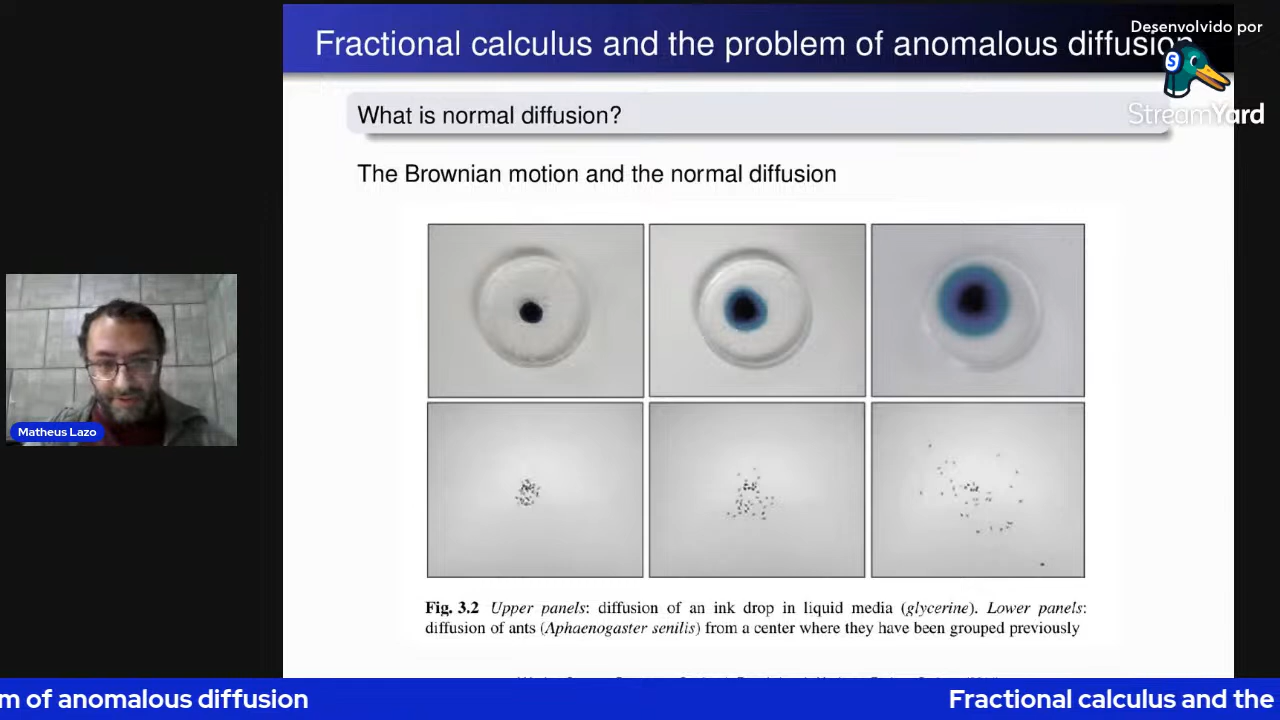 Fractional calculus and the problem of anomalous diffusion
Desenvolvido por
StreamYard
What is normal diffusion?
The Brownian motion and the normal diffusion
Matheus Lazo
Fig. 3.2 Upper panels: diffusion of an ink drop in liquid media (glycerine). Lower panels:
diffusion of ants (Aphaenogaster senilis) from a center where they have been grouped previously
m of anomalous diffusion
Fractional calculus and the